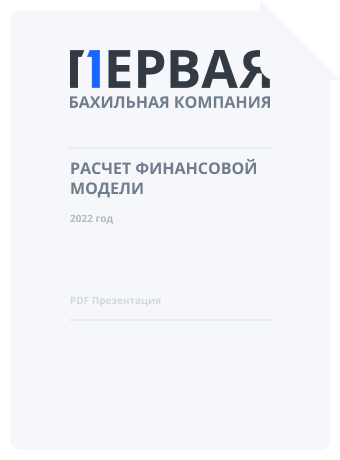 ПЕРВАЯ
БАХИЛЬНАЯ КОМПАНИЯ
РАСЧЕТ ФИНАНСОВОЙ
МОДЕЛИ
2022 год
PDF Презентация